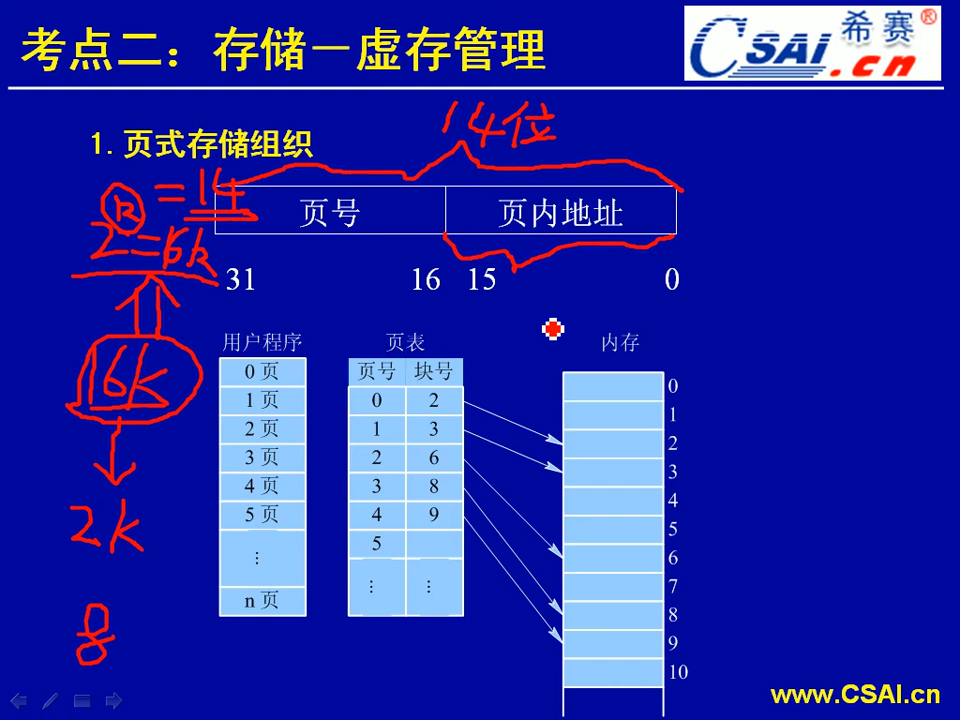 考点二：存储－虚存管理
CSAI.cn 希赛®
1.页式存储组织
14位
R = 14
2 = 16k
页号 页内地址
31 16 15 0
用户程序 页表 内存
页号 块号
0页
1页
2页
3页
4页
5页
⋮
n页
0 2
1 3
2 6
3 8
4 9
5
⋮ ⋮
0
1
2
3
4
5
6
7
8
9
10
16k
2k
8
www.CSAI.cn